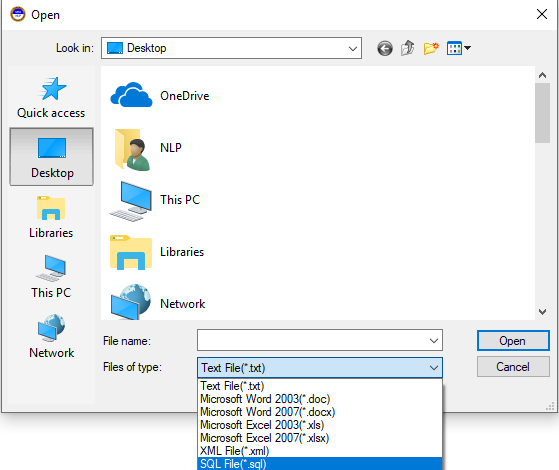 Open
Look in:
Desktop
Quick access
Desktop
Libraries
This PC
Network
OneDrive
NLP
This PC
Libraries
Network
File name:
Open
Files of type:
Text File(*.txt)
Cancel
Text File(*.txt)
Microsoft Word 2003(*.doc)
Microsoft Word 2007(*.docx)
Microsoft Excel 2003(*.xls)
Microsoft Excel 2007(*.xlsx)
XML File(*.xml)
SQL File(*.sql)